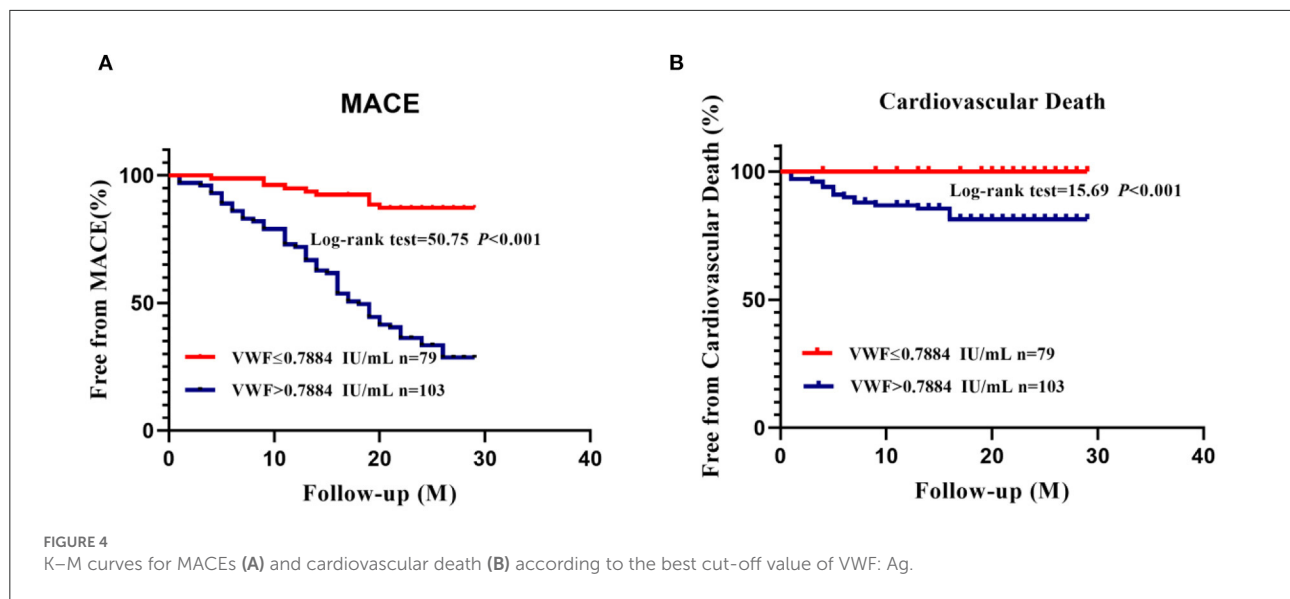 A
MACE
Free from MACE(%)
100
50
0
0 10 20 30 40
Log-rank test=50.75 P<0.001
VWF≤0.7884 IU/mL n=79
VWF>0.7884 IU/mL n=103
Follow-up (M)
B
Cardiovascular Death
Free from Cardiovascular Death (%)
100
50
0
0 10 20 30 40
Log-rank test=15.69 P<0.001
VWF≤0.7884 IU/mL n=79
VWF>0.7884 IU/mL n=103
Follow-up (M)
FIGURE 4
K–M curves for MACEs (A) and cardiovascular death (B) according to the best cut-off value of VWF: Ag.